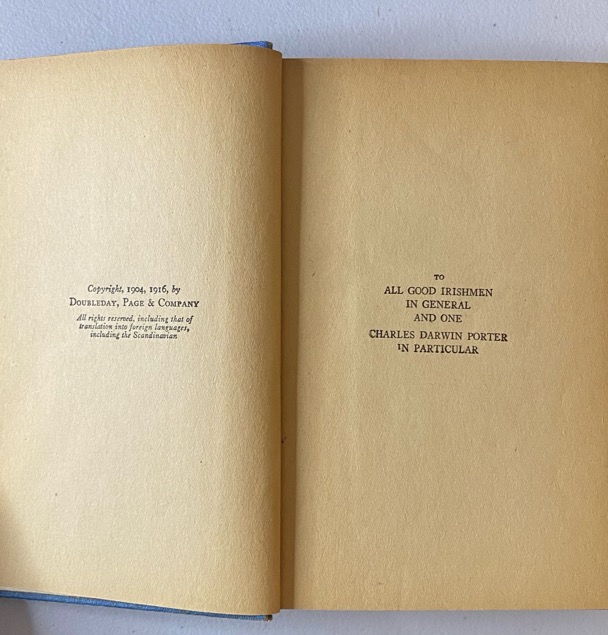 Copyright, 1904, 1916, by
DOUBLEDAY, PAGE & COMPANY
All rights reserved, including that of
translation into foreign languages,
including the Scandinavian
TO
ALL GOOD IRISHMEN
IN GENERAL
AND ONE
CHARLES DARWIN PORTER
IN PARTICULAR